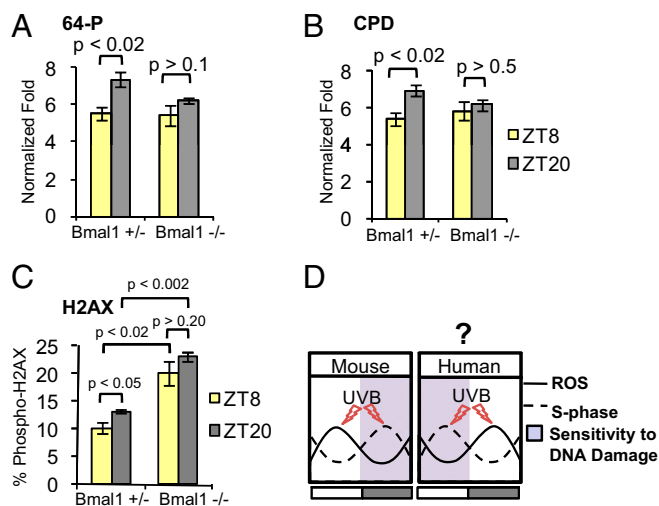 A
64-P
p < 0.02
p > 0.1
Normalized Fold
8
6
4
2
0
Bmal1 +/-
Bmal1 -/-
B
CPD
p < 0.02
p > 0.5
Normalized Fold
8
6
4
2
0
Bmal1 +/-
Bmal1 -/-
ZT8
ZT20
C
H2AX
p < 0.002
p < 0.02
p > 0.20
p < 0.05
% Phospho-H2AX
25
20
15
10
5
0
Bmal1 +/-
Bmal1 -/-
ZT8
ZT20
D
?
Mouse
Human
UVB
UVB
ROS
S-phase
Sensitivity to
DNA Damage